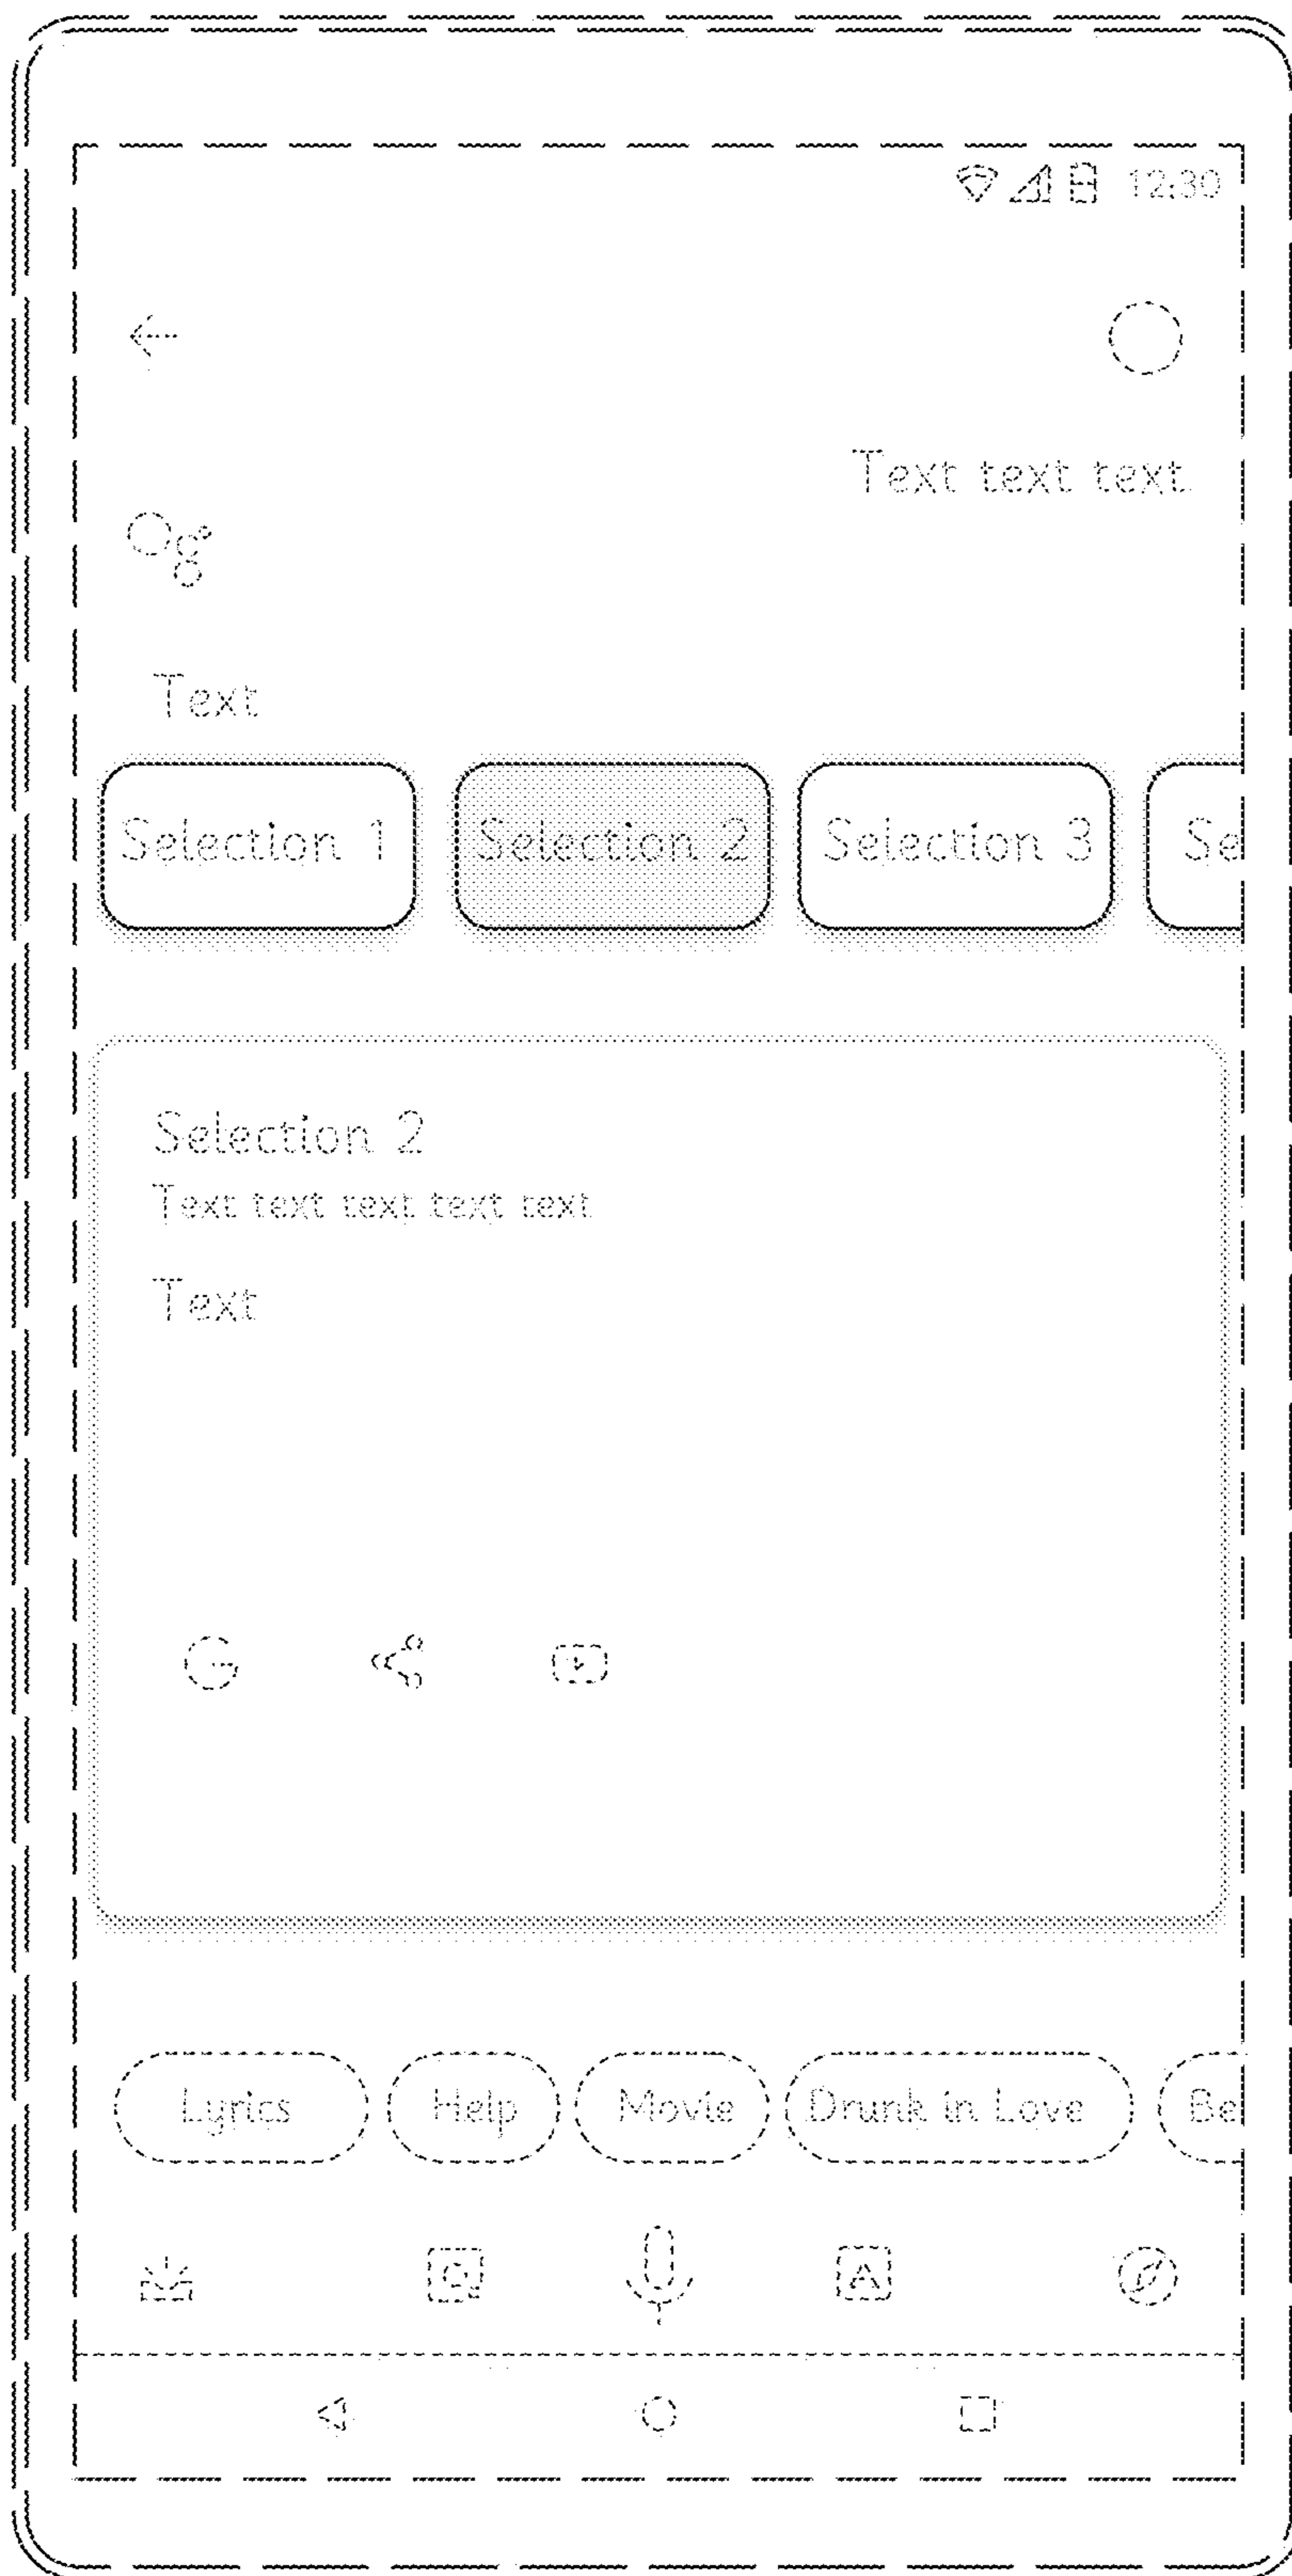 12:30
Text text text
Text
Selection 1 Selection 2 Selection 3 Se
Selection 2
Text text text text text
Text
G
Lyrics Help Movie Drunk in Love Be
A